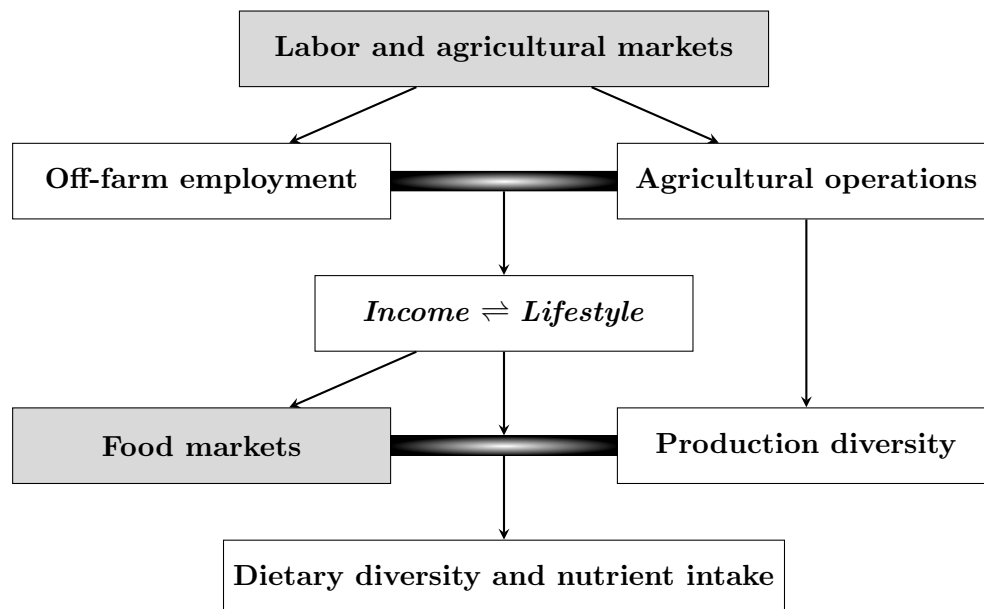 Labor and agricultural markets
Off-farm employment
Agricultural operations
Income ⇌ Lifestyle
Food markets
Production diversity
Dietary diversity and nutrient intake